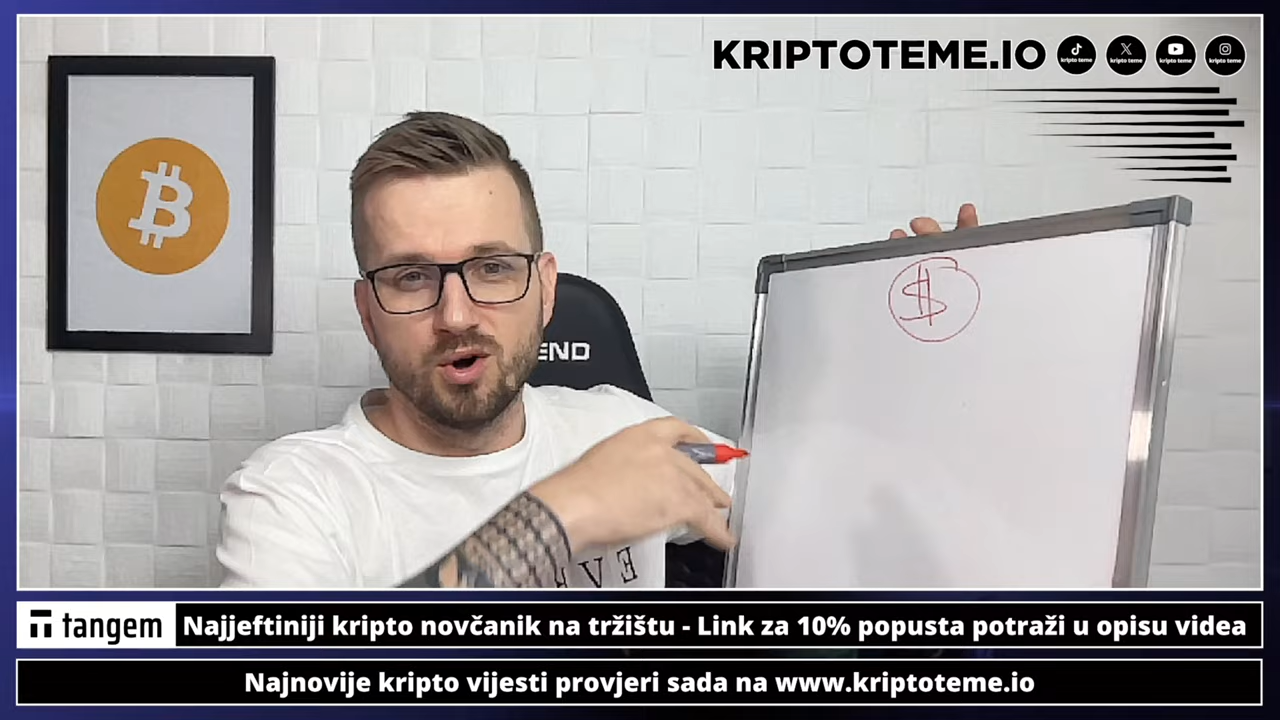 KRIPTOTEME.IO
kripto teme kripto teme kripto teme kripto teme
END
$
tangem Najjeftiniji kripto novčanik na tržištu - Link za 10% popusta potraži u opisu videa
Najnovije kripto vijesti provjeri sada na www.kriptoteme.io